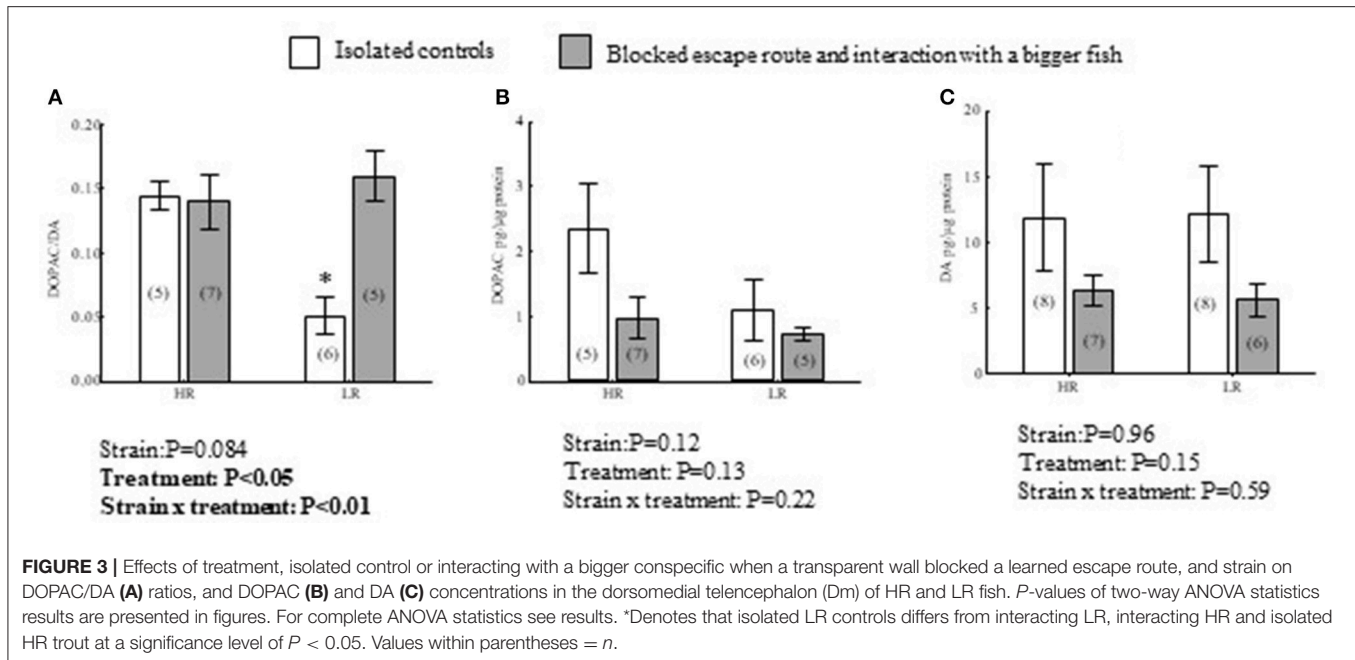 Isolated controls
Blocked escape route and interaction with a bigger fish
A
DOPAC/DA
0.20
0.15
0.10
0.05
0.00
(5)
(7)
*
(6)
(5)
HR
LR
Strain:P=0.084
Treatment: P<0.05
Strain x treatment: P<0.01
B
DOPAC pg/µg protein
4
3
2
1
0
(5)
(7)
(6)
(5)
HR
LR
Strain:P=0.12
Treatment: P=0.13
Strain x treatment: P=0.22
C
DA pg/µg protein
20
15
10
5
0
(8)
(7)
(8)
(6)
HR
LR
Strain:P=0.96
Treatment: P=0.15
Strain x treatment: P=0.59
FIGURE 3 | Effects of treatment, isolated control or interacting with a bigger conspecific when a transparent wall blocked a learned escape route, and strain on
DOPAC/DA (A) ratios, and DOPAC (B) and DA (C) concentrations in the dorsomedial telencephalon (Dm) of HR and LR fish. P-values of two-way ANOVA statistics
results are presented in figures. For complete ANOVA statistics see results. *Denotes that isolated LR controls differs from interacting LR, interacting HR and isolated
HR trout at a significance level of P < 0.05. Values within parentheses = n.